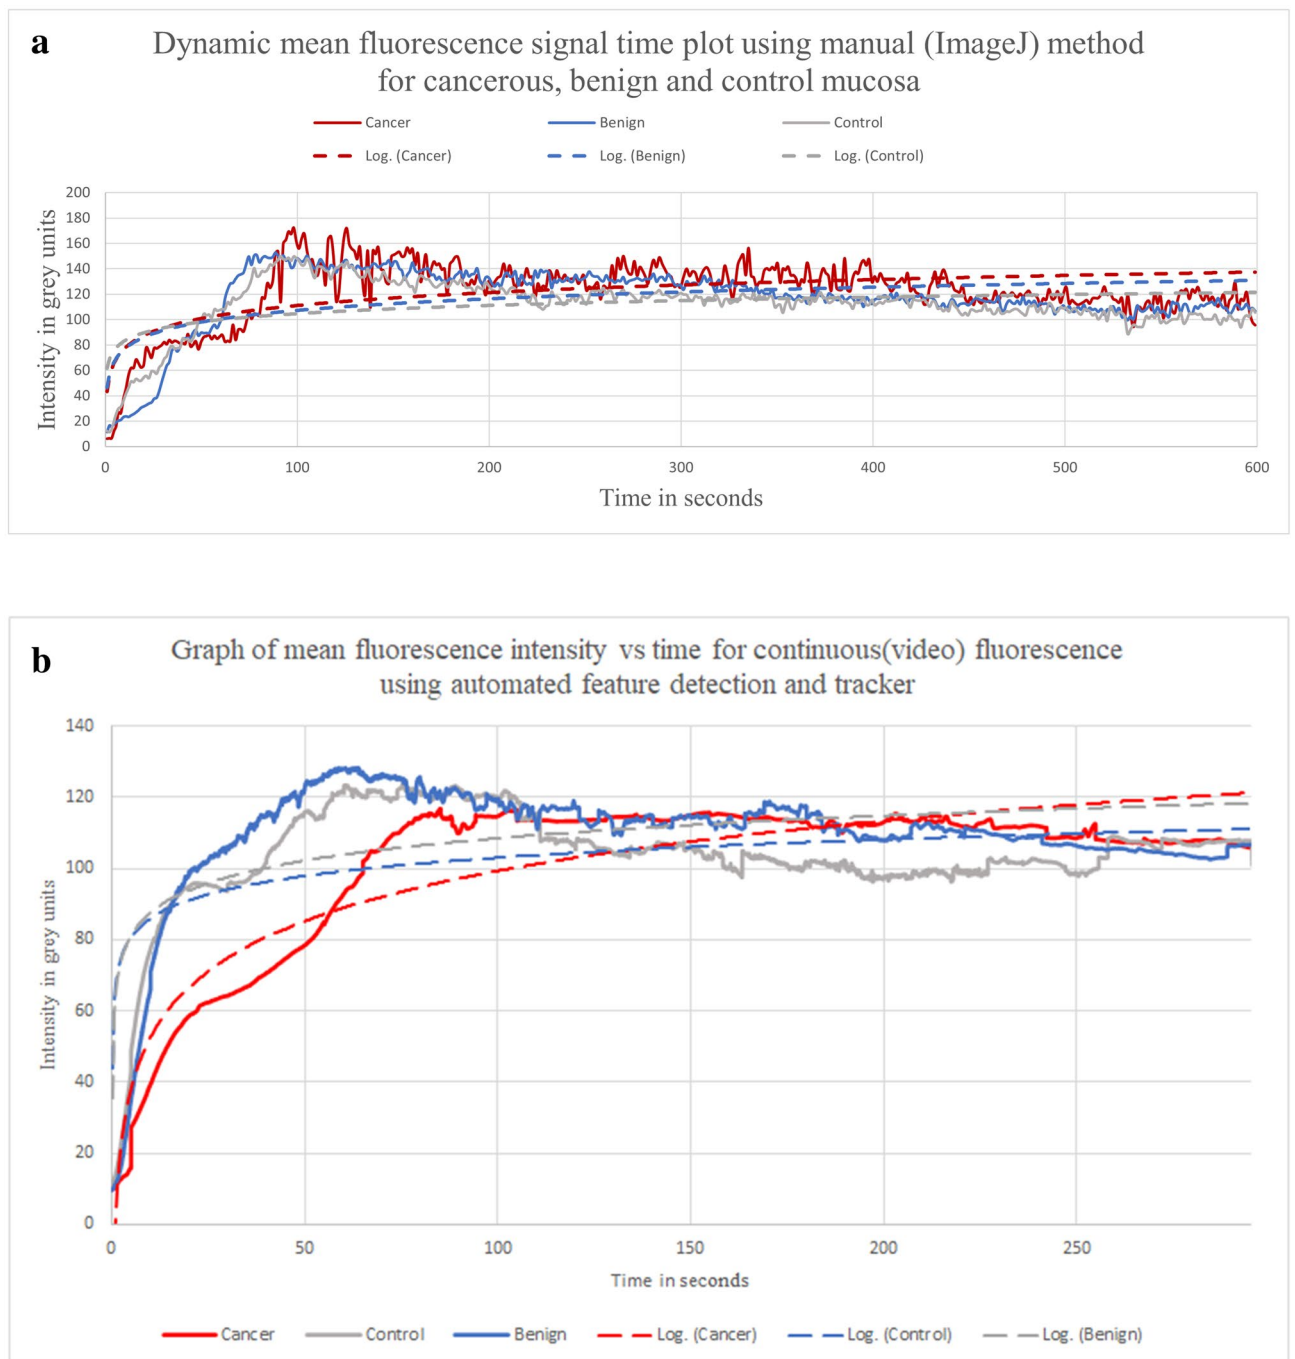 a
Dynamic mean fluorescence signal time plot using manual (ImageJ) method
for cancerous, benign and control mucosa
Cancer Benign Control
Log. (Cancer) Log. (Benign) Log. (Control)
Intensity in grey units
200
180
160
140
120
100
80
60
40
20
0
0 100 200 300 400 500 600
Time in seconds
b
Graph of mean fluorescence intensity vs time for continuous(video) fluorescence
using automated feature detection and tracker
Intensity in grey units
140
120
100
80
60
40
20
0
0 50 100 150 200 250
Time in seconds
Cancer Control Benign Log. (Cancer) Log. (Control) Log. (Benign)